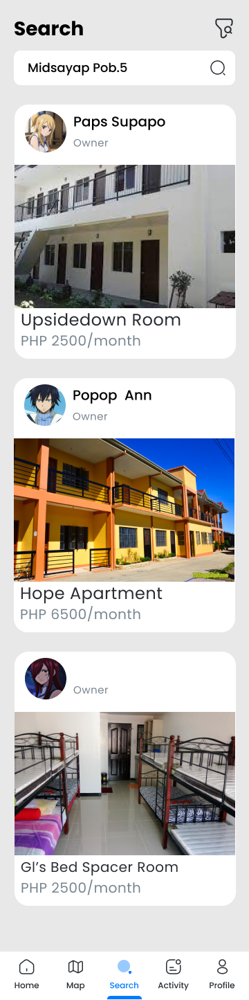 Search
Midsayap Pob.5
Paps Supapo
Owner
Upsidedown Room
PHP 2500/month
Popop Ann
Owner
Hope Apartment
PHP 6500/month
Owner
Gl's Bed Spacer Room
PHP 2500/month
Home Map Search Activity Profile